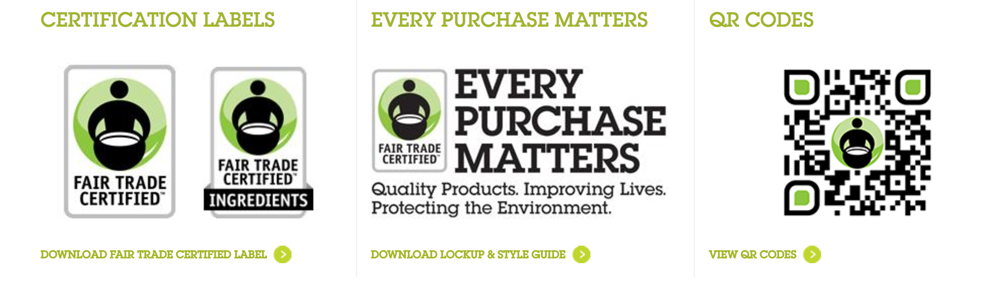 CERTIFICATION LABELS
FAIR TRADE
CERTIFIED™
FAIR TRADE
CERTIFIED™
INGREDIENTS
DOWNLOAD FAIR TRADE CERTIFIED LABEL
EVERY PURCHASE MATTERS
FAIR TRADE
CERTIFIED™
EVERY
PURCHASE
MATTERS
Quality Products. Improving Lives.
Protecting the Environment.
DOWNLOAD LOCKUP & STYLE GUIDE
QR CODES
VIEW QR CODES